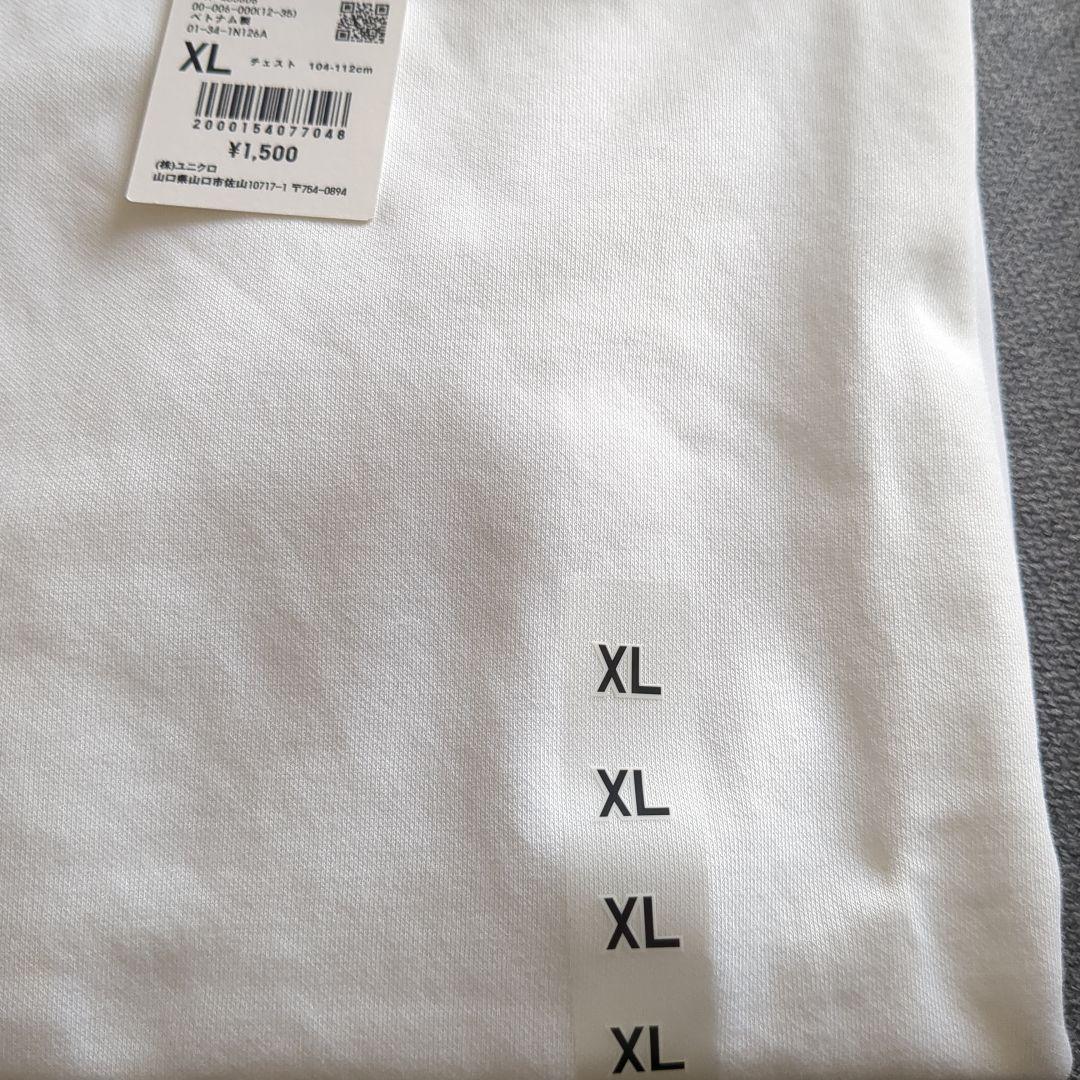 00-006-000(12-35)
ベトナム製
01-34-1N126A
XL チェスト 104-112cm
2000154077048
¥1,500
(株)ユニクロ
山口県山口市佐山10717-1 〒754-0894
XL
XL
XL
XL